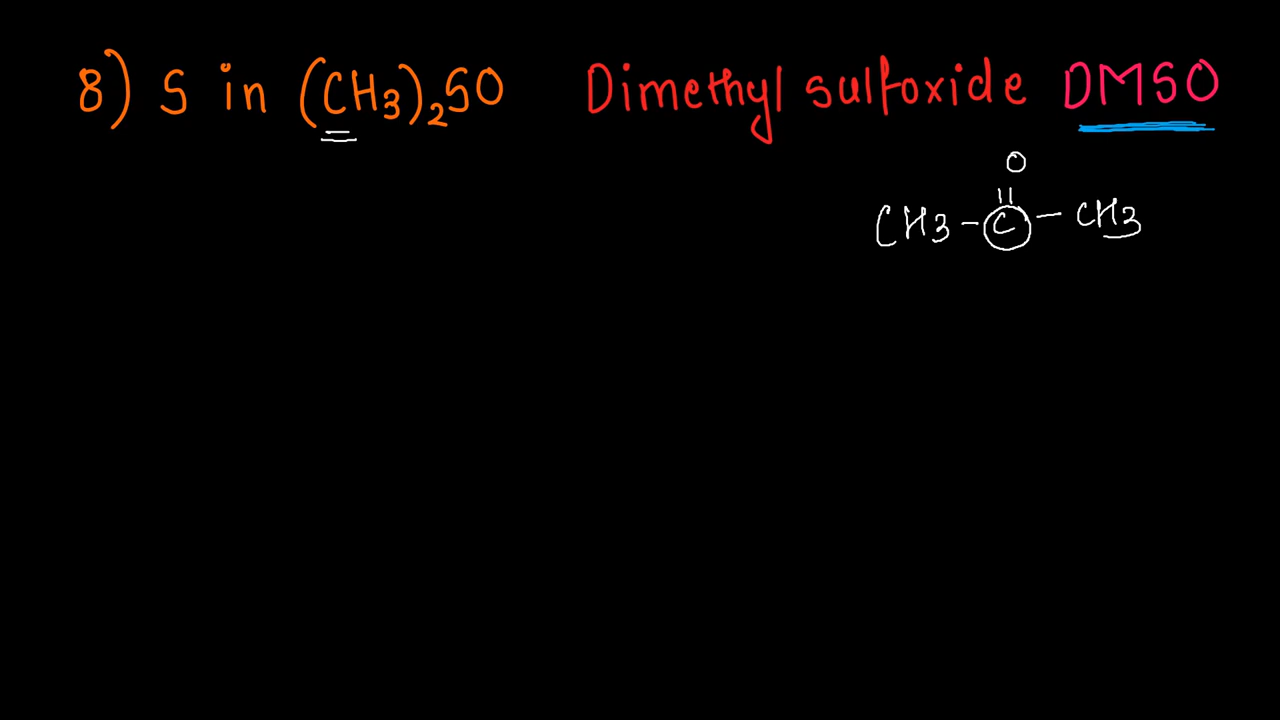 8) S in (CH₃)₂SO Dimethyl sulfoxide DMSO
O
||
CH3 - C - CH3